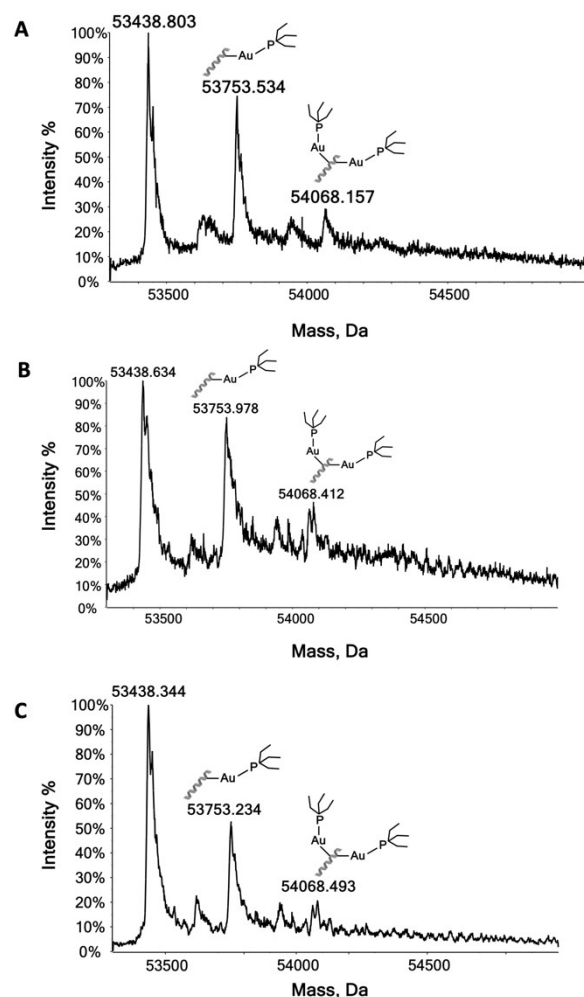 A
53438.803
Au
P
53753.534
P
Au
Au
P
54068.157
Intensity %
100%
90%
80%
70%
60%
50%
40%
30%
20%
10%
0%
53500
54000
54500
Mass, Da
B
53438.634
Au
P
53753.978
P
Au
Au
P
54068.412
Intensity %
100%
90%
80%
70%
60%
50%
40%
30%
20%
10%
0%
53500
54000
54500
Mass, Da
C
53438.344
Au
P
53753.234
P
Au
Au
P
54068.493
Intensity %
100%
90%
80%
70%
60%
50%
40%
30%
20%
10%
0%
53500
54000
54500
Mass, Da